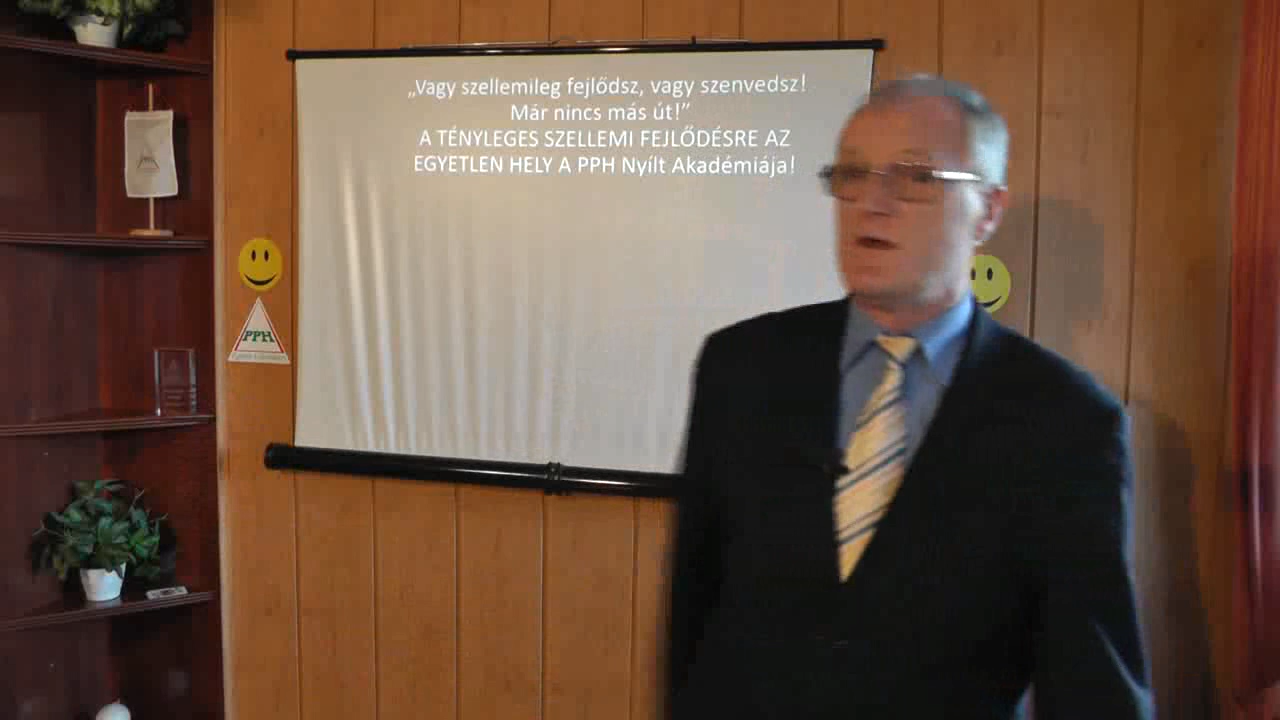 „Vagy szellemileg fejlődsz, vagy szenvedsz!
Már nincs más út!”
A TÉNYLEGES SZELLEMI FEJLŐDÉSRE AZ
EGYETLEN HELY A PPH Nyílt Akadémiája!
PPH